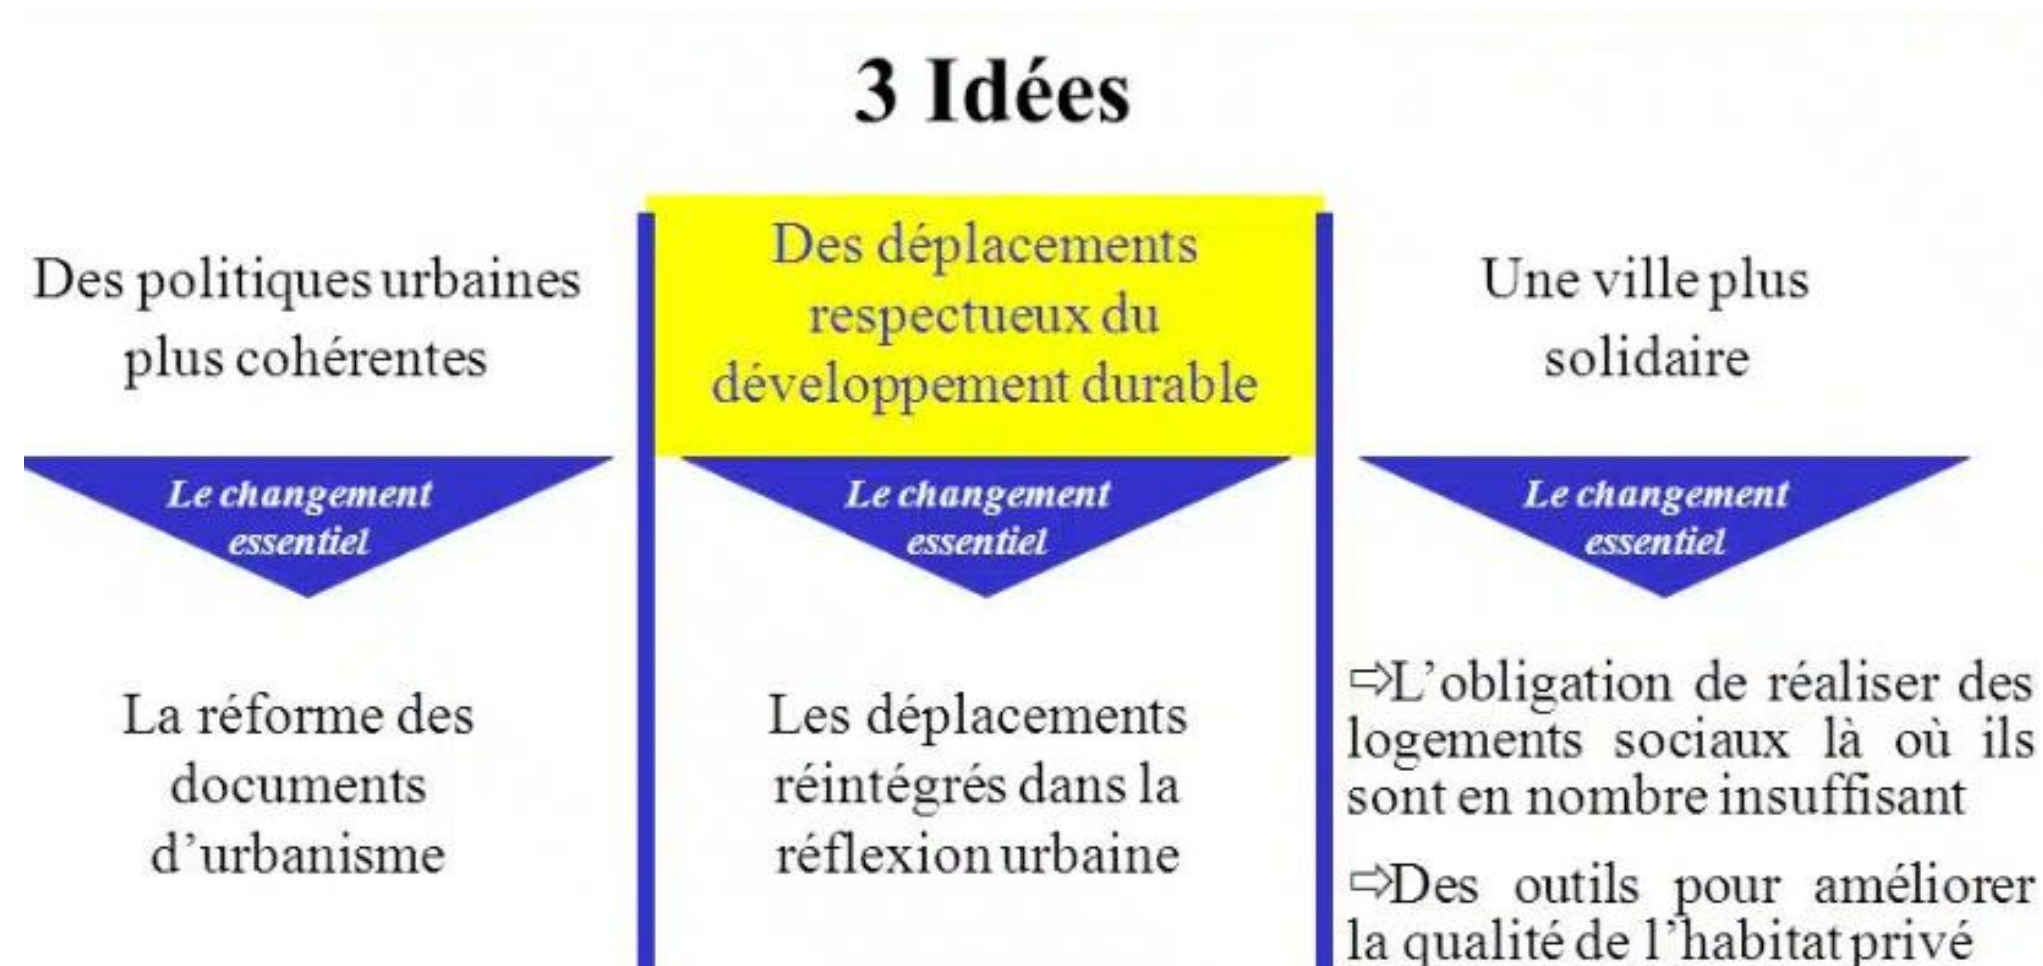 3 Idées
Des politiques urbaines
plus cohérentes
Le changement
essentiel
La réforme des
documents
d’urbanisme
Des déplacements
respectueux du
développement durable
Le changement
essentiel
Les déplacements
réintégrés dans la
réflexion urbaine
Une ville plus
solidaire
Le changement
essentiel
⇨L’obligation de réaliser des
logements sociaux là où ils
sont en nombre insuffisant
⇨Des outils pour améliorer
la qualité de l’habitat privé